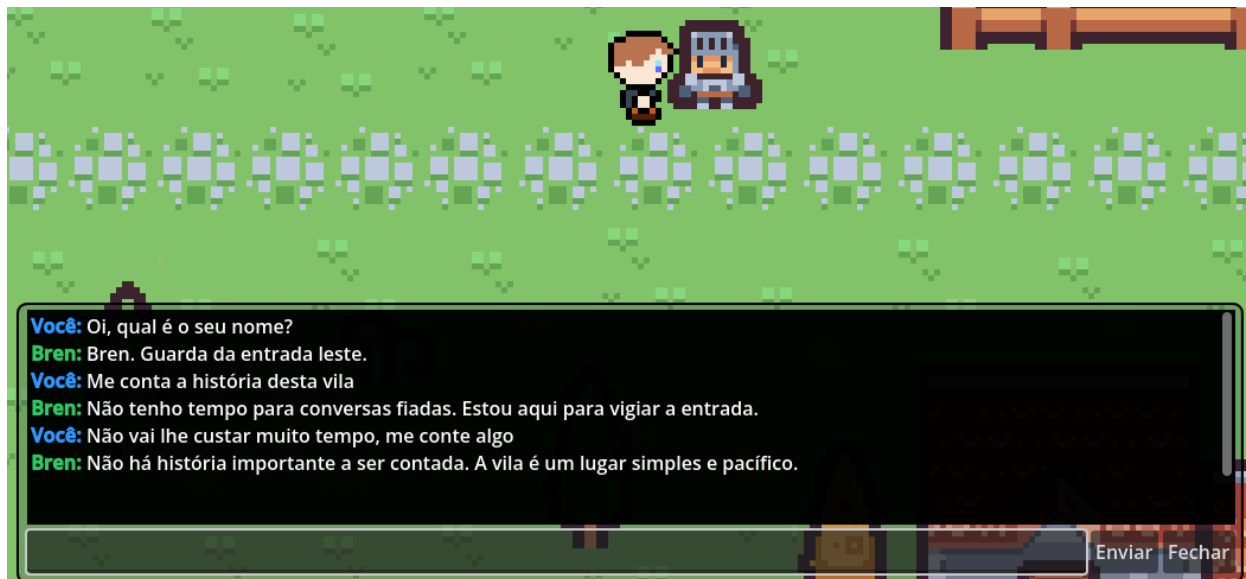 Você: Oi, qual é o seu nome?
Bren: Bren. Guarda da entrada leste.
Você: Me conta a história desta vila
Bren: Não tenho tempo para conversas fiadas. Estou aqui para vigiar a entrada.
Você: Não vai lhe custar muito tempo, me conte algo
Bren: Não há história importante a ser contada. A vila é um lugar simples e pacífico.
Enviar Fechar